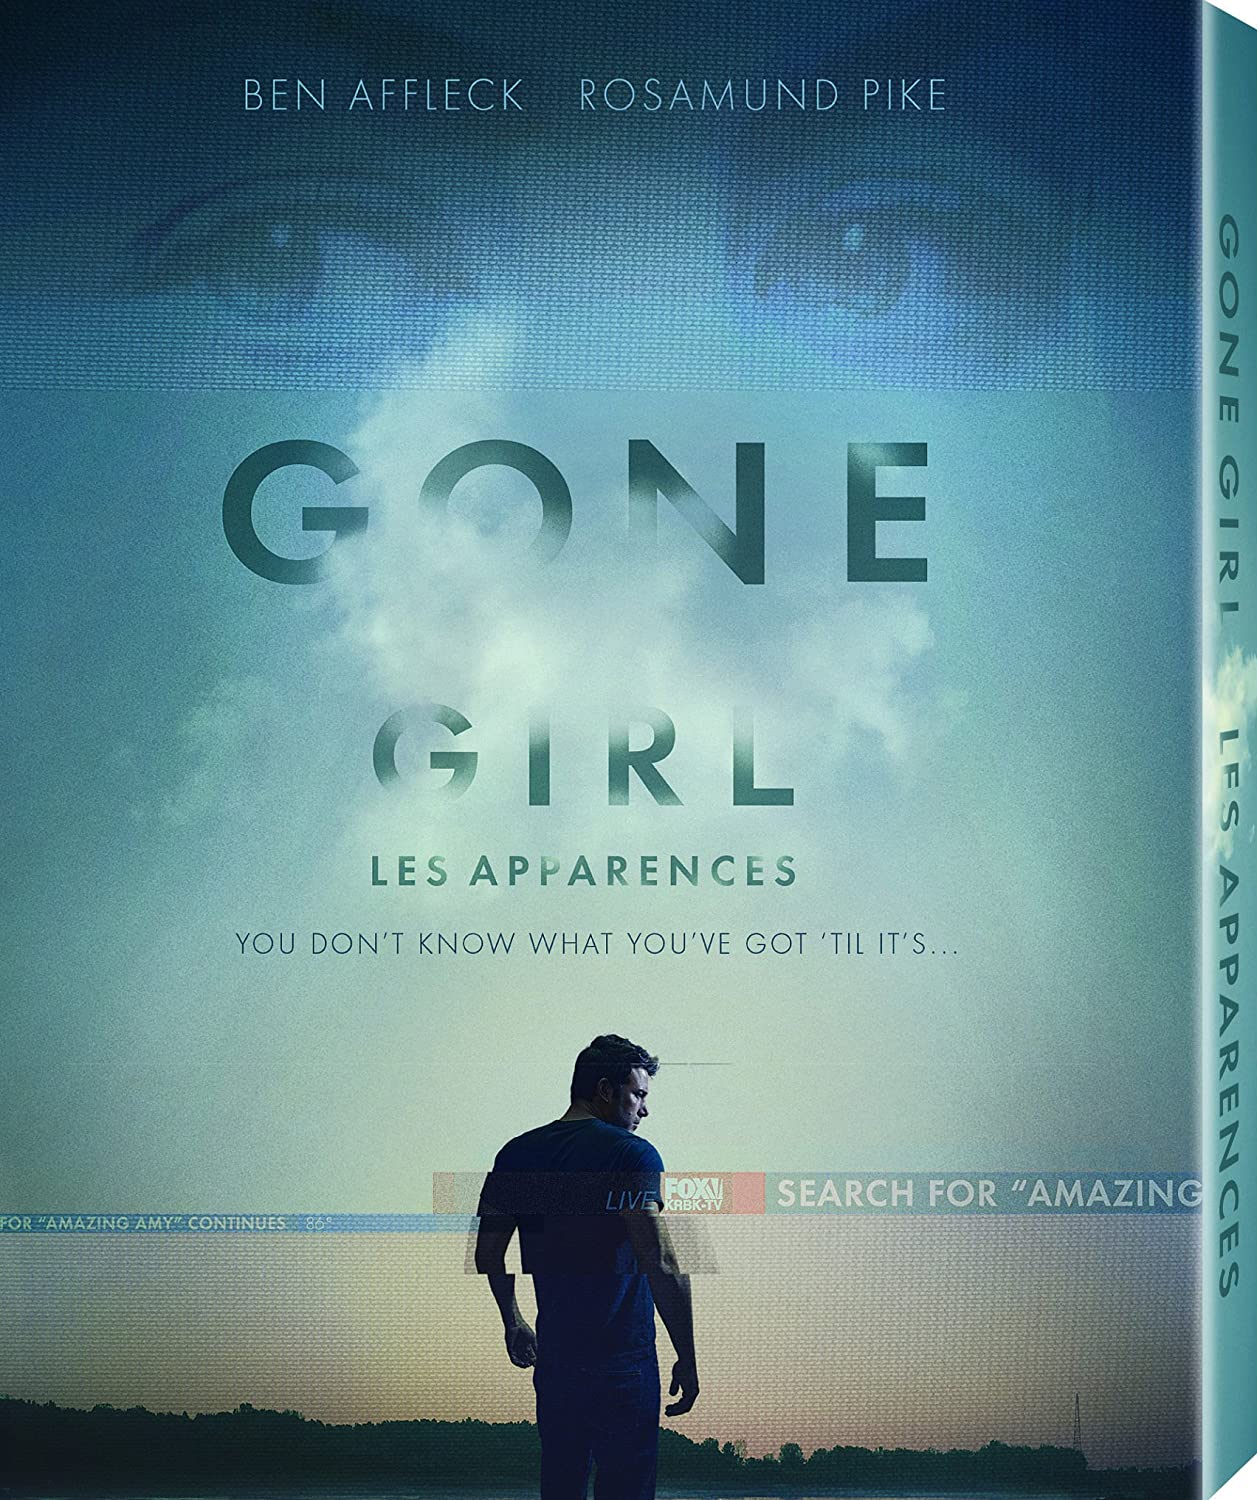 BEN AFFLECK ROSAMUND PIKE
GONE
GIRL
LES APPARENCES
YOU DON'T KNOW WHAT YOU'VE GOT 'TIL IT'S...
LIVE FOX KRBK-TV SEARCH FOR "AMAZING
FOR "AMAZING AMY" CONTINUES 86°
GONE GIRL LES APPARENCES